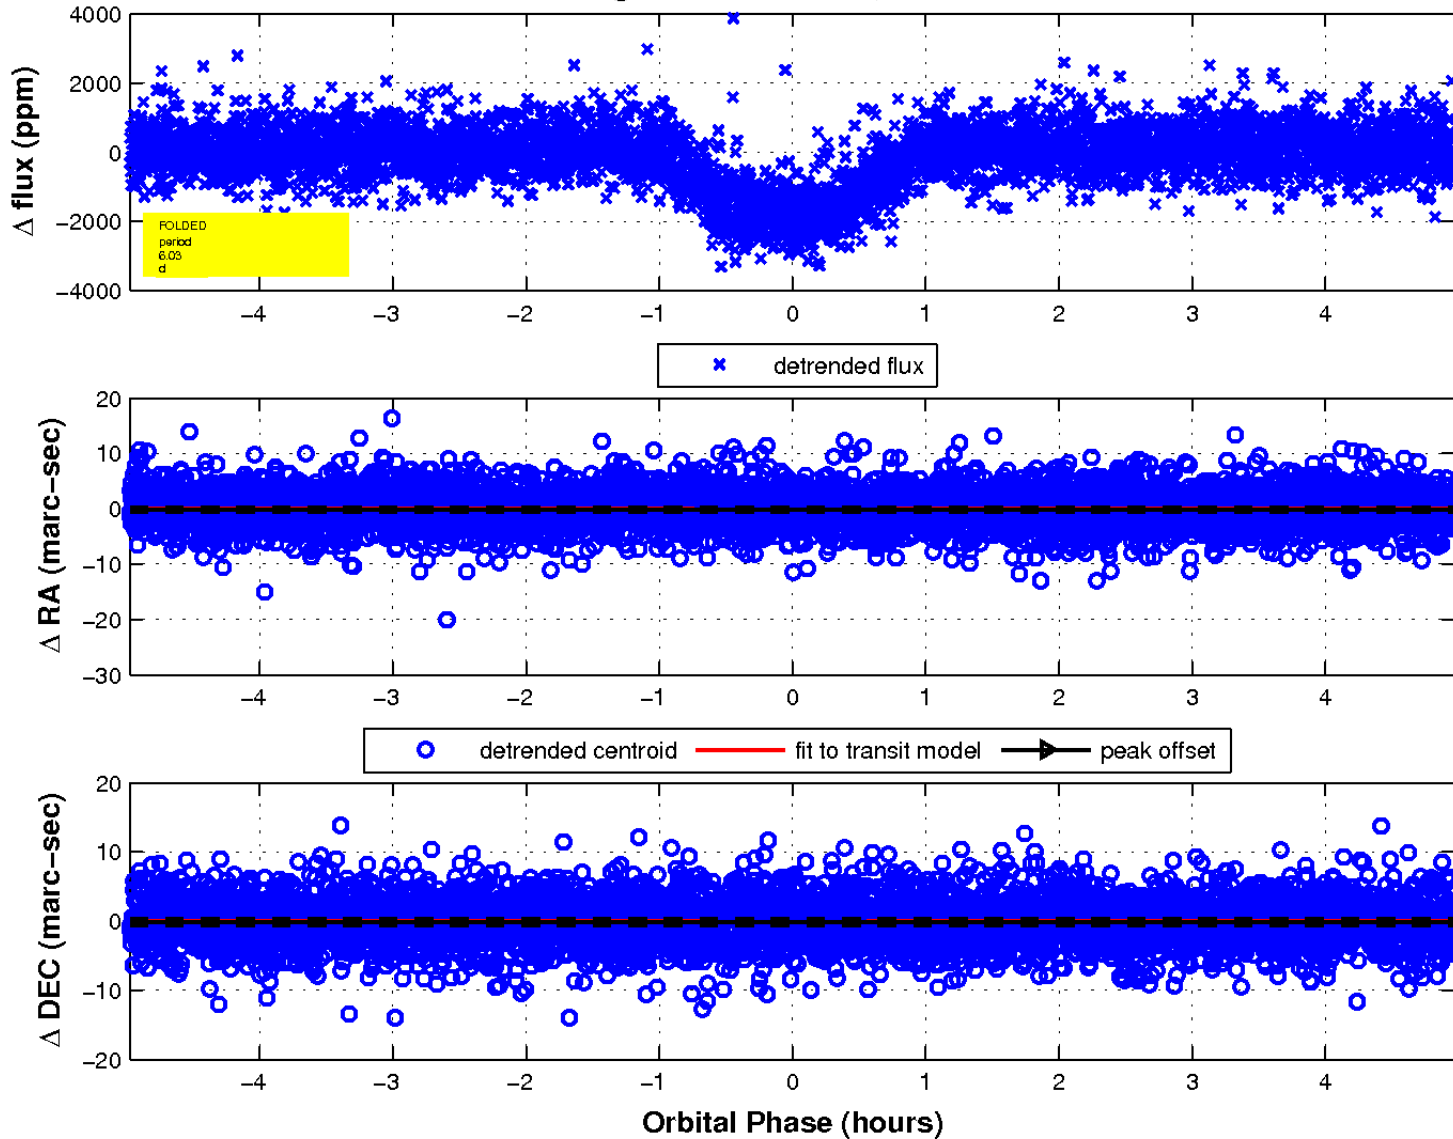 4000
2000
0
−2000
−4000
Δ flux (ppm)
FOLDED
period
6.03
d
−4 −3 −2 −1 0 1 2 3 4
detrended flux
20
10
0
−10
−20
−30
Δ RA (marc−sec)
−4 −3 −2 −1 0 1 2 3 4
detrended centroid fit to transit model peak offset
20
10
0
−10
−20
Δ DEC (marc−sec)
−4 −3 −2 −1 0 1 2 3 4
Orbital Phase (hours)